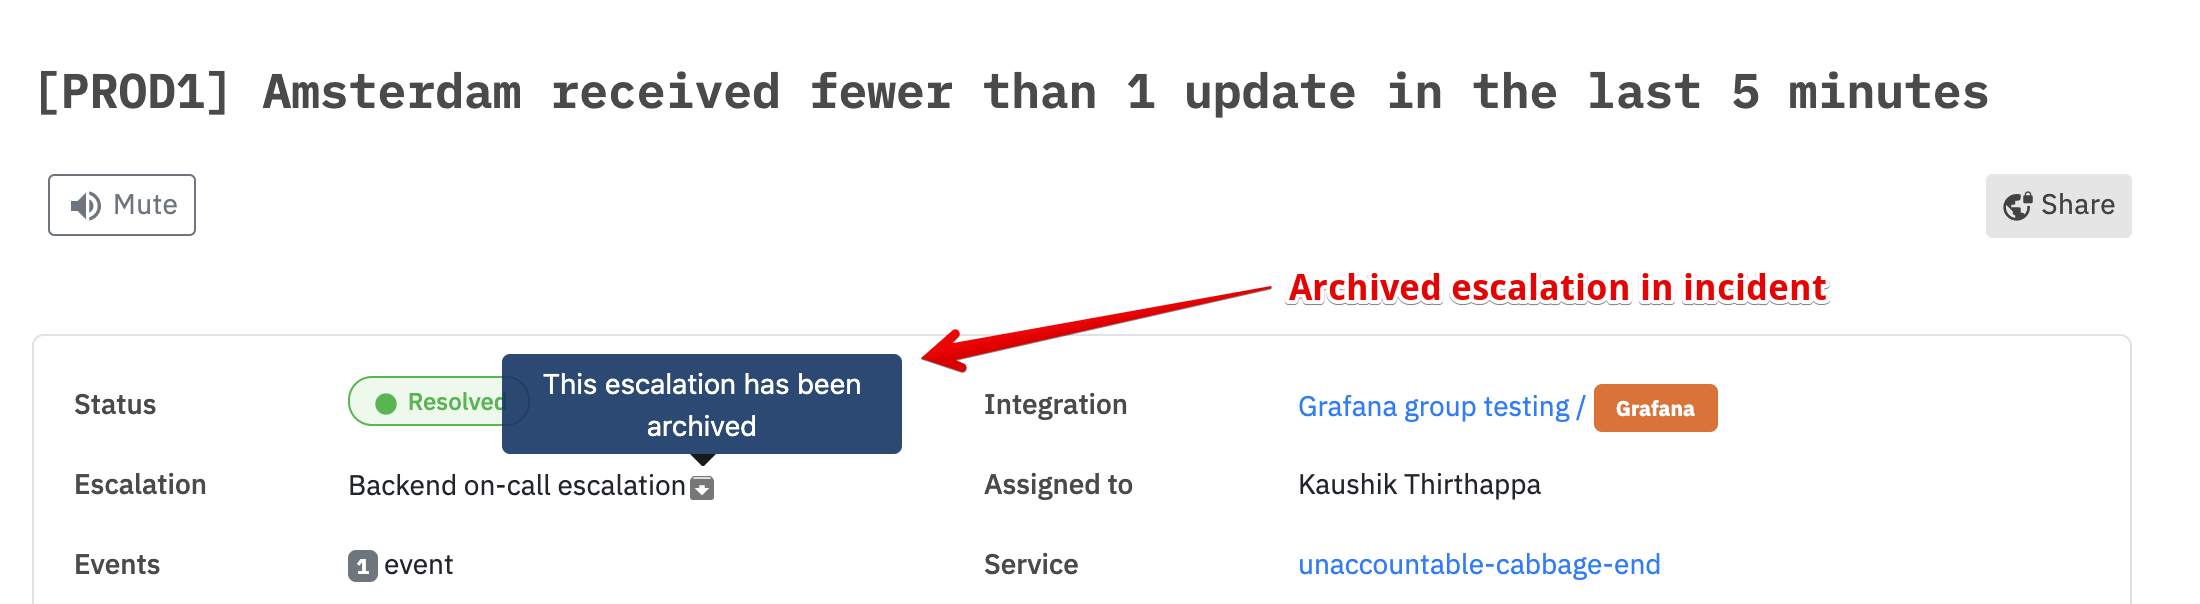 [PROD1] Amsterdam received fewer than 1 update in the last 5 minutes
Mute
Share
Archived escalation in incident
This escalation has been
archived
Status
Resolved
Integration
Grafana group testing / Grafana
Escalation
Backend on-call escalation
Assigned to
Kaushik Thirthappa
Events
1 event
Service
unaccountable-cabbage-end